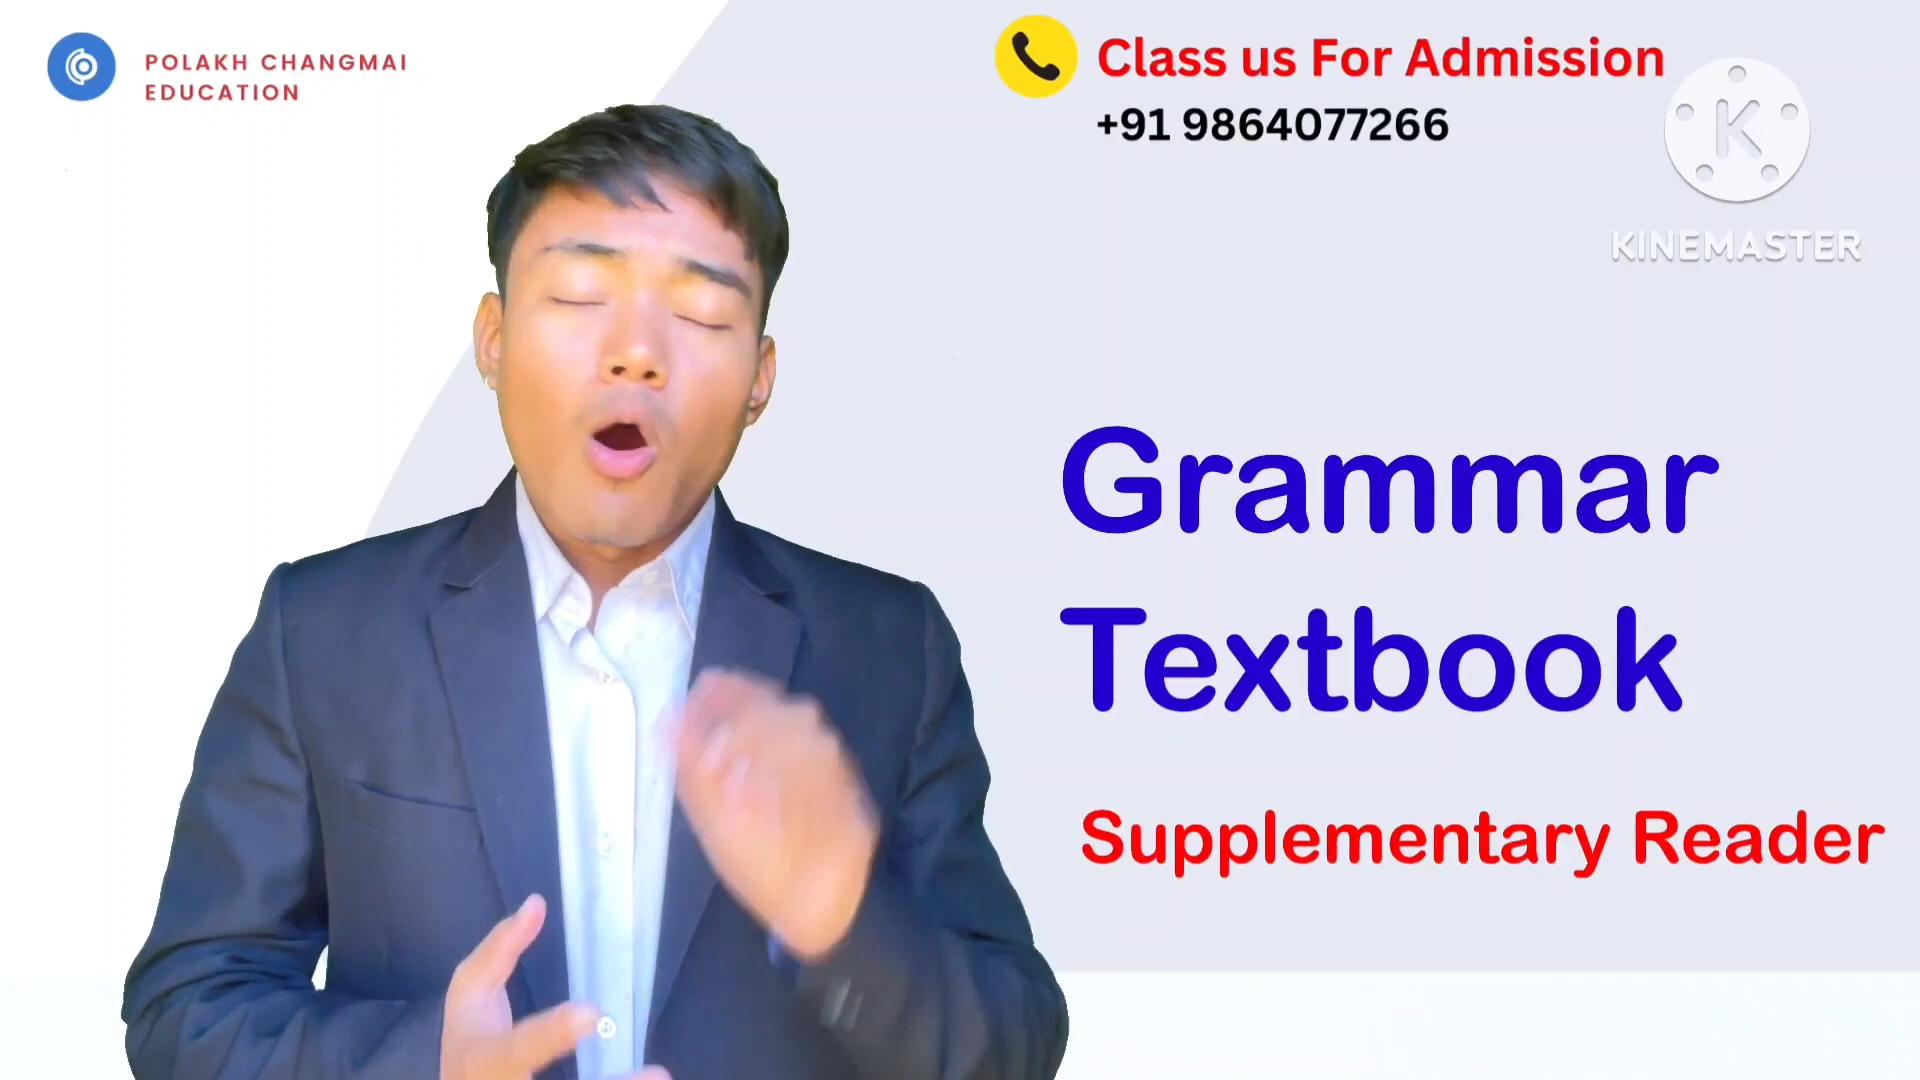 POLAKH CHANGMAI
EDUCATION
Class us For Admission
+91 9864077266
K
KINEMASTER
Grammar
Textbook
Supplementary Reader